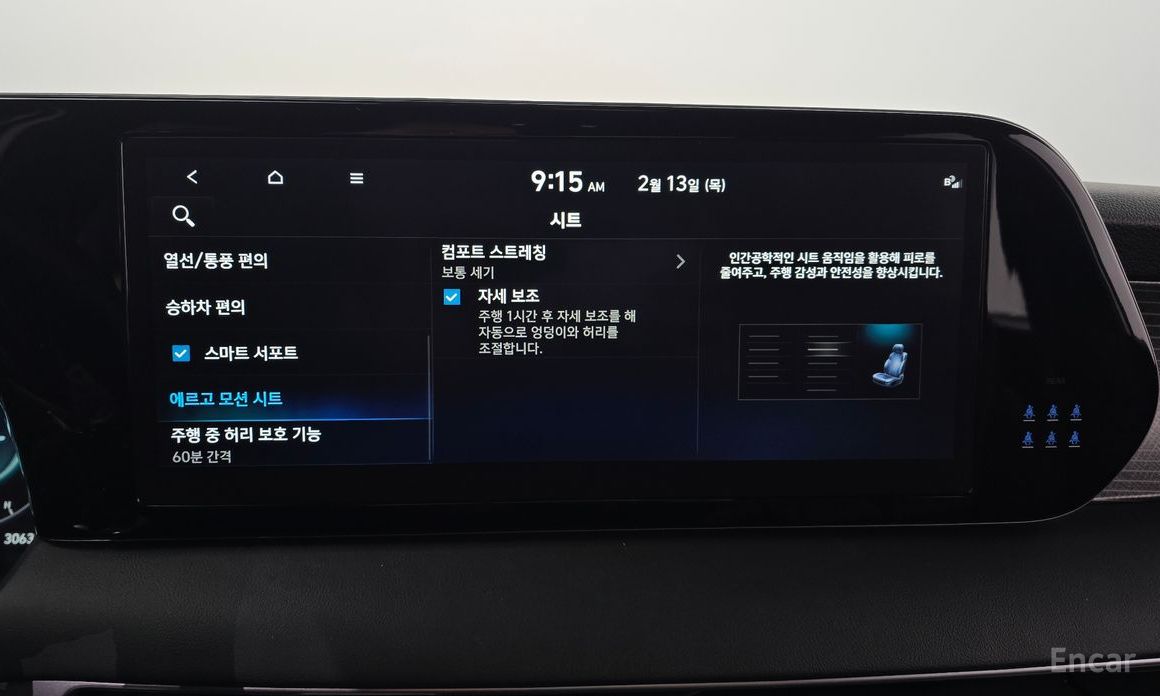 9:15 AM 2월 13일 (목)
시트
열선/통풍 편의
승하차 편의
스마트 서포트
에르고 모션 시트
주행 중 허리 보호 기능
60분 간격
컴포트 스트레칭
보통 세기
자세 보조
주행 1시간 후 자세 보조를 해
자동으로 엉덩이와 허리를
조절합니다.
인간공학적인 시트 움직임을 활용해 피로를
줄여주고, 주행 감성과 안전성을 향상시킵니다.
REAR
3063
Encar